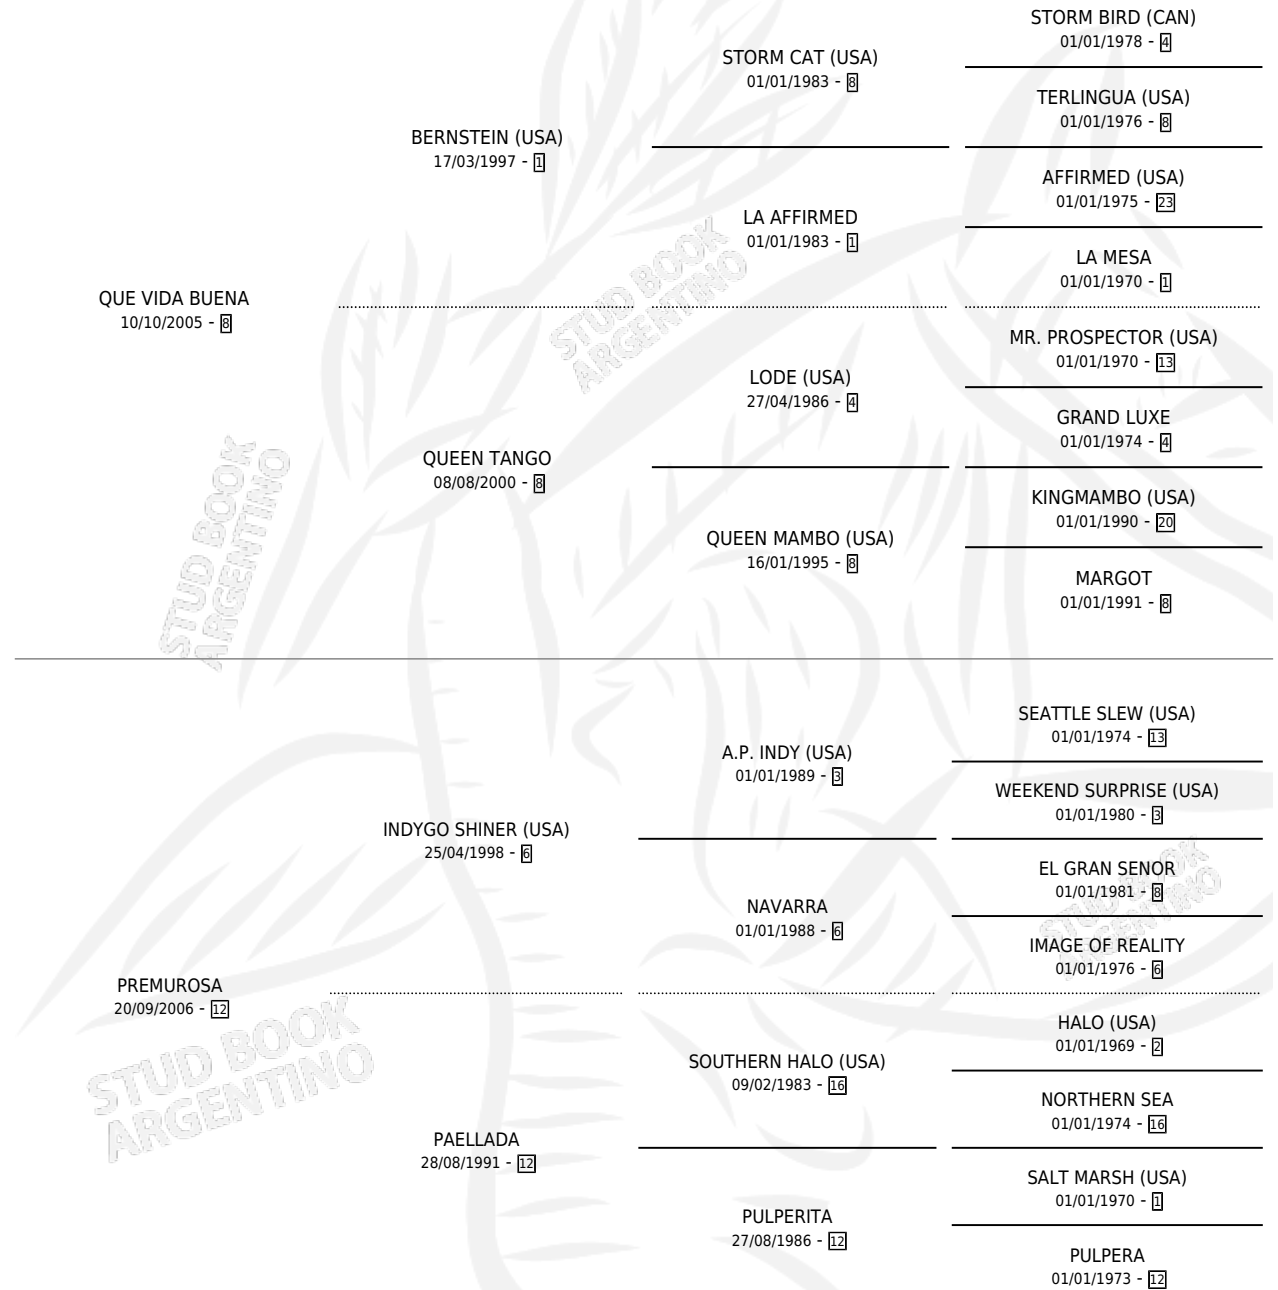 STORM BIRD (CAN)
01/01/1978 - 4
STORM CAT (USA)
01/01/1983 - 8
TERLINGUA (USA)
01/01/1976 - 8
BERNSTEIN (USA)
17/03/1997 - 1
AFFIRMED (USA)
01/01/1975 - 23
LA AFFIRMED
01/01/1983 - 1
LA MESA
01/01/1970 - 1
QUE VIDA BUENA
10/10/2005 - 8
MR. PROSPECTOR (USA)
01/01/1970 - 13
LODE (USA)
27/04/1986 - 4
GRAND LUXE
01/01/1974 - 4
QUEEN TANGO
08/08/2000 - 8
KINGMAMBO (USA)
01/01/1990 - 20
QUEEN MAMBO (USA)
16/01/1995 - 8
MARGOT
01/01/1991 - 8
SEATTLE SLEW (USA)
01/01/1974 - 13
A.P. INDY (USA)
01/01/1989 - 3
WEEKEND SURPRISE (USA)
01/01/1980 - 3
INDYGO SHINER (USA)
25/04/1998 - 6
EL GRAN SENOR
01/01/1981 - 8
NAVARRA
01/01/1988 - 6
IMAGE OF REALITY
01/01/1976 - 6
PREMUROSA
20/09/2006 - 12
HALO (USA)
01/01/1969 - 2
SOUTHERN HALO (USA)
09/02/1983 - 16
NORTHERN SEA
01/01/1974 - 16
PAELLADA
28/08/1991 - 12
SALT MARSH (USA)
01/01/1970 - 1
PULPERITA
27/08/1986 - 12
PULPERA
01/01/1973 - 12
STUD BOOK
ARGENTINO
STUD BOOK
ARGENTINO
STUD BOOK
ARGENTINO
STUD BOOK
ARGENTINO